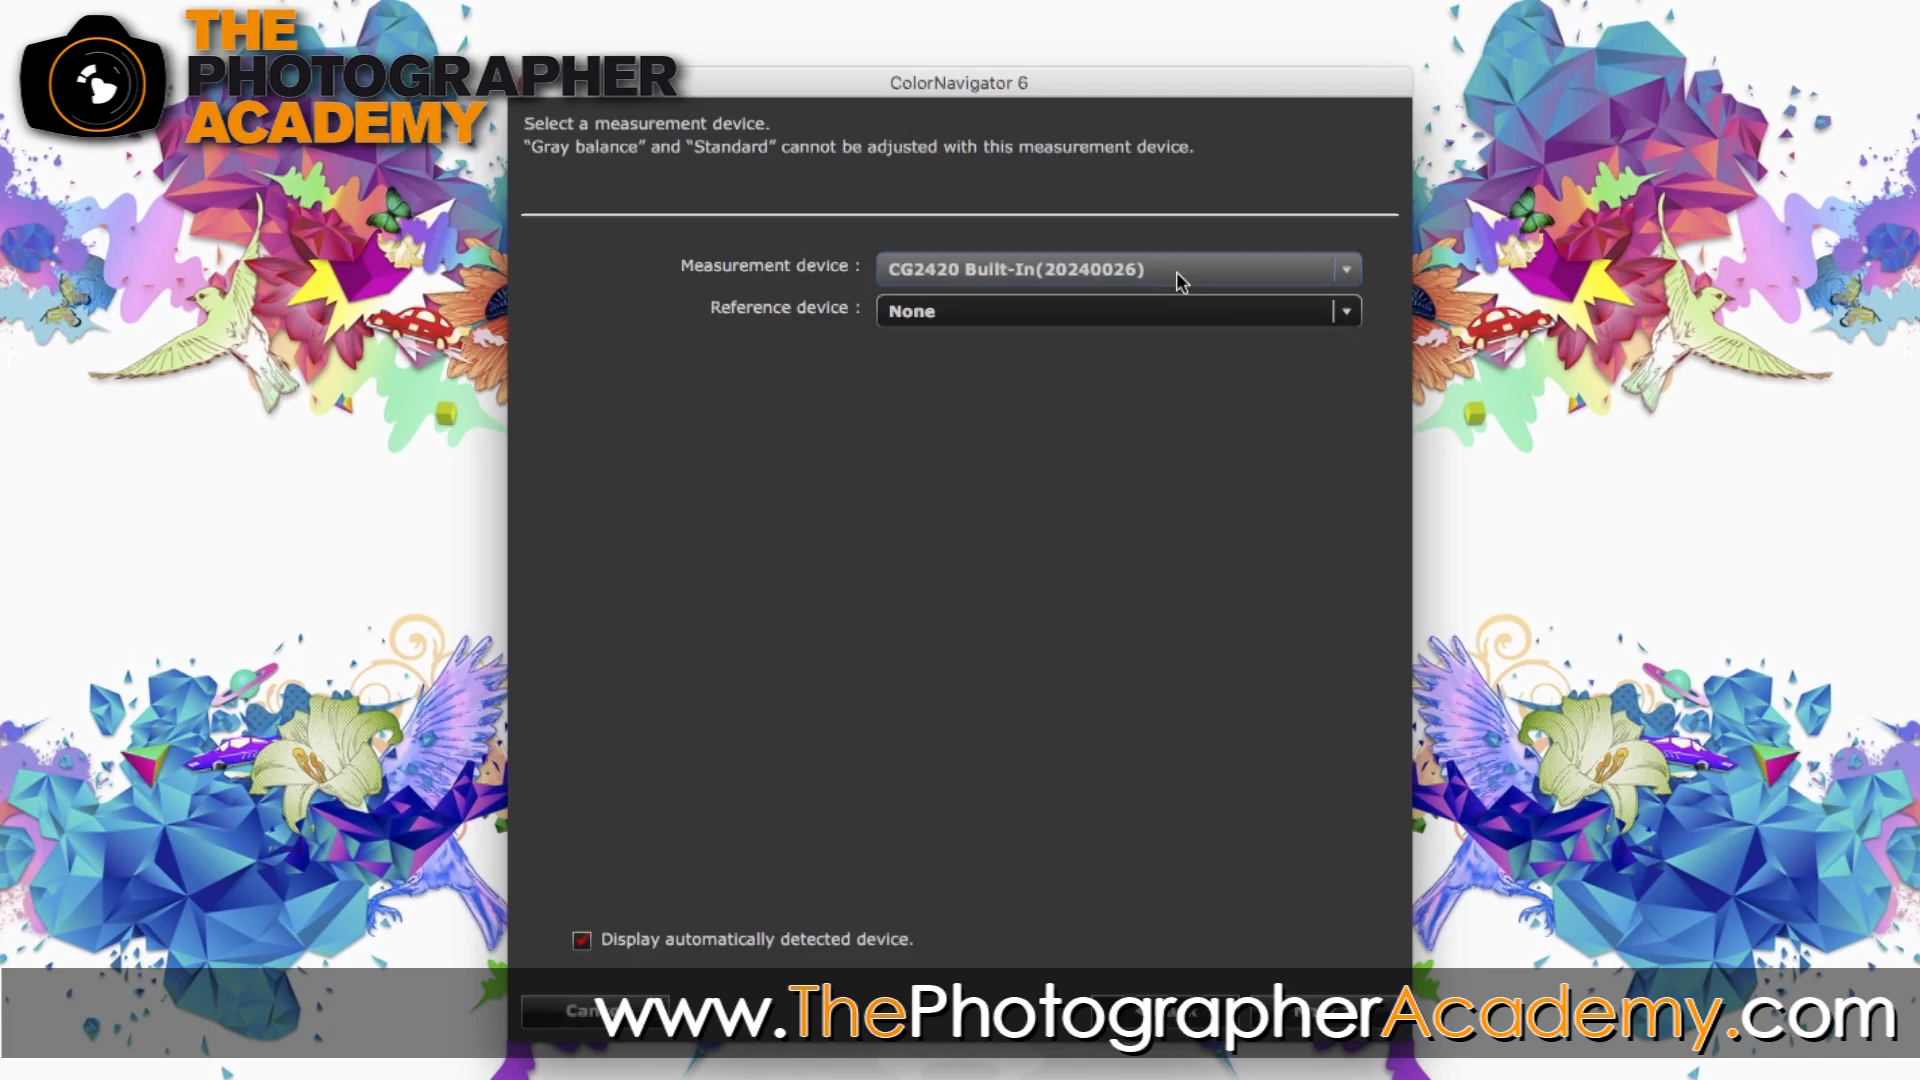 THE
PHOTOGRAPHER
ACADEMY
ColorNavigator 6
Select a measurement device.
“Gray balance” and “Standard” cannot be adjusted with this measurement device.
Measurement device :
CG2420 Built-In(20240026)
Reference device :
None
Display automatically detected device.
www.ThePhotographerAcademy.com